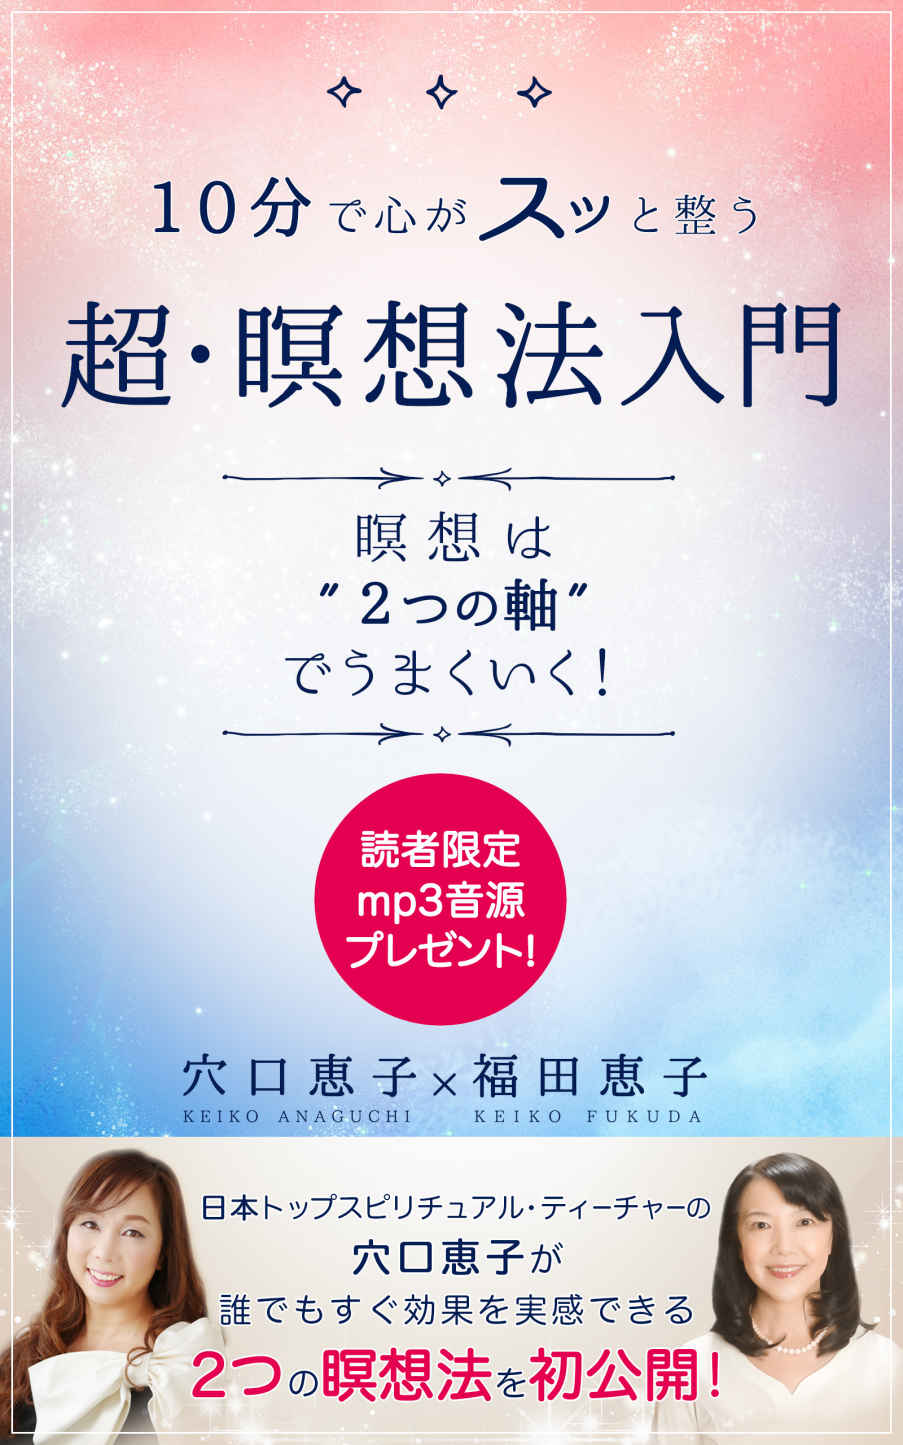 10分で心がスッと整う
超・瞑想法入門
瞑想は
”２つの軸”
でうまくいく！
読者限定
mp3音源
プレゼント！
穴口恵子×福田恵子
KEIKO ANAGUCHI KEIKO FUKUDA
日本トップスピリチュアル・ティーチャーの
穴口恵子が
誰でもすぐ効果を実感できる
2つの瞑想法を初公開！